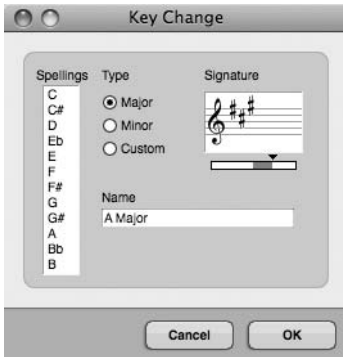 Key Change
Spellings
C
C#
D
Eb
E
F
F#
G
G#
A
Bb
B
Type
Major
Minor
Custom
Signature
Name
A Major
Cancel
OK